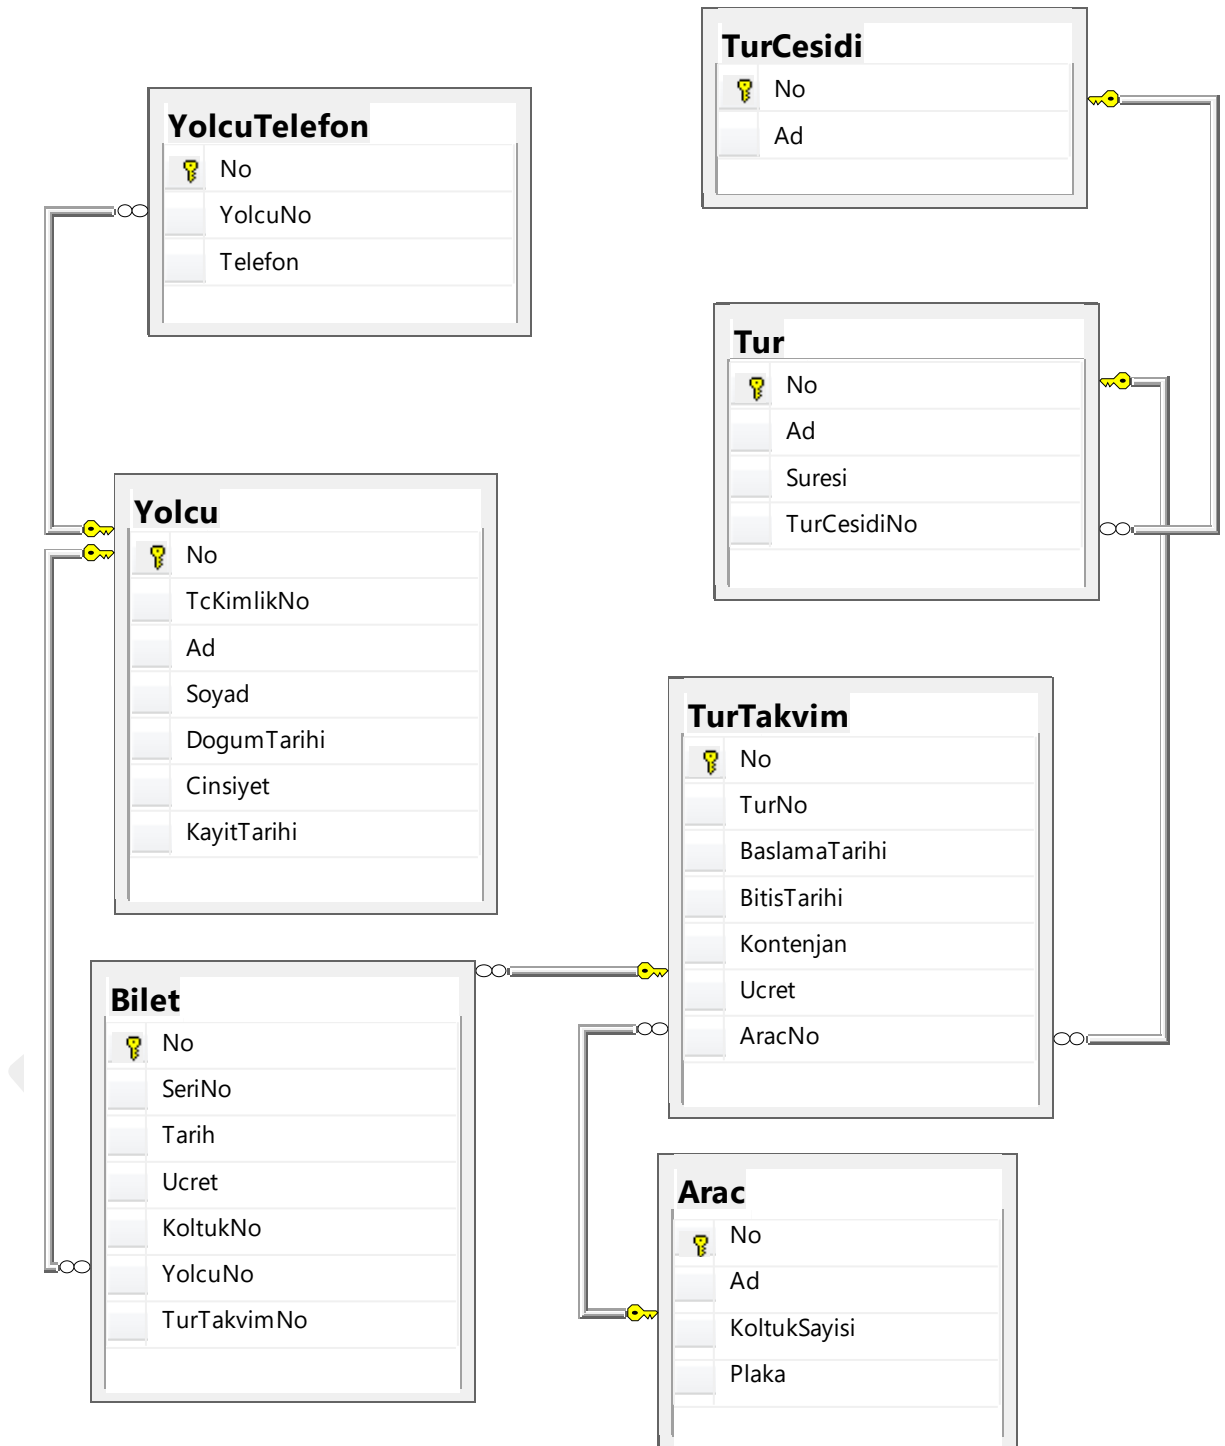 TurCesidi
No
Ad
YolcuTelefon
No
YolcuNo
Telefon
Tur
No
Ad
Suresi
TurCesidiNo
Yolcu
No
TcKimlikNo
Ad
Soyad
DogumTarihi
Cinsiyet
KayitTarihi
TurTakvim
No
TurNo
BaslamaTarihi
BitisTarihi
Kontenjan
Ucret
AracNo
Bilet
No
SeriNo
Tarih
Ucret
KoltukNo
YolcuNo
TurTakvimNo
Arac
No
Ad
KoltukSayisi
Plaka